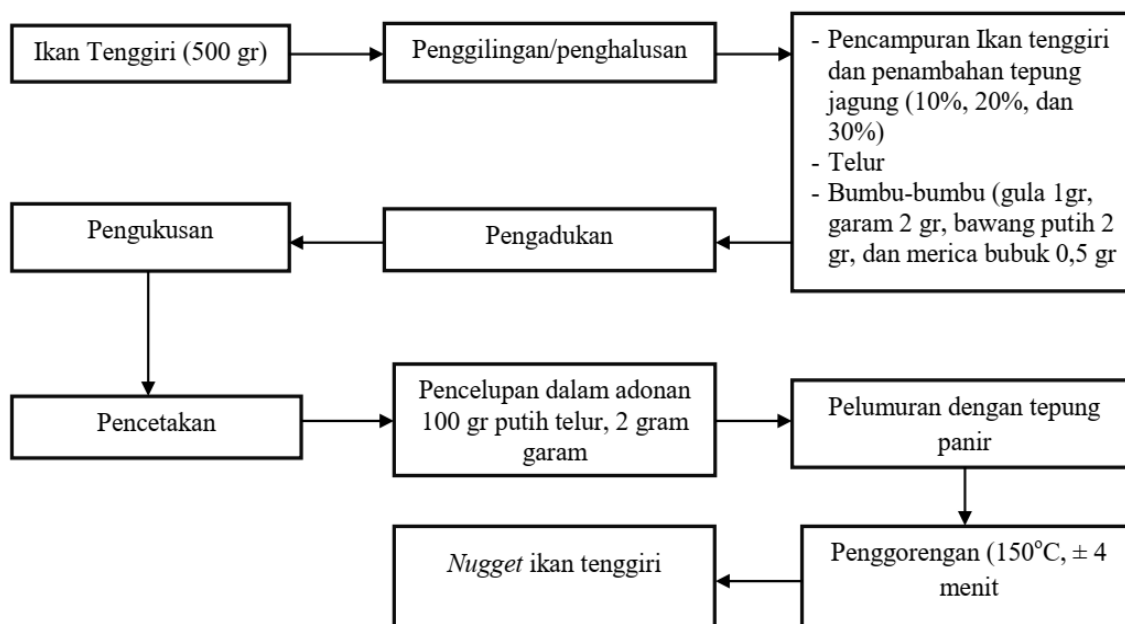 Ikan Tenggiri (500 gr)
Penggilingan/penghalusan
- Pencampuran Ikan tenggiri
dan penambahan tepung
jagung (10%, 20%, dan
30%)
- Telur
- Bumbu-bumbu (gula 1gr,
garam 2 gr, bawang putih 2
gr, dan merica bubuk 0,5 gr
Pengadukan
Pengukusan
Pencetakan
Pencelupan dalam adonan
100 gr putih telur, 2 gram
garam
Pelumuran dengan tepung
panir
Penggorengan (150°C, ± 4
menit
Nugget ikan tenggiri